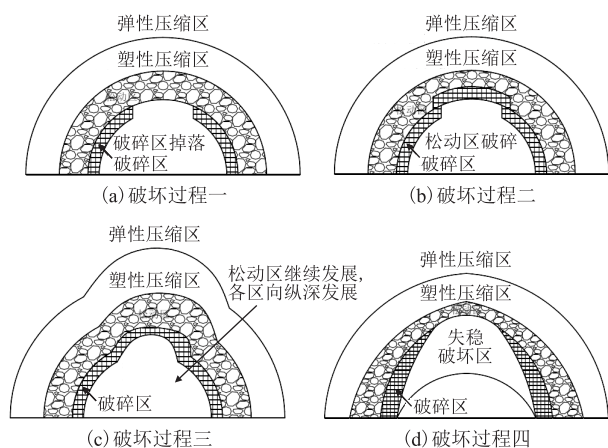 弹性压缩区
塑性压缩区
破碎区掉落
破碎区
(a)破坏过程一
弹性压缩区
塑性压缩区
松动区破碎
破碎区
(b)破坏过程二
弹性压缩区
塑性压缩区
松动区继续发展,
各区向纵深发展
破碎区
(c)破坏过程三
弹性压缩区
塑性压缩区
失稳
破坏区
破碎区
(d)破坏过程四